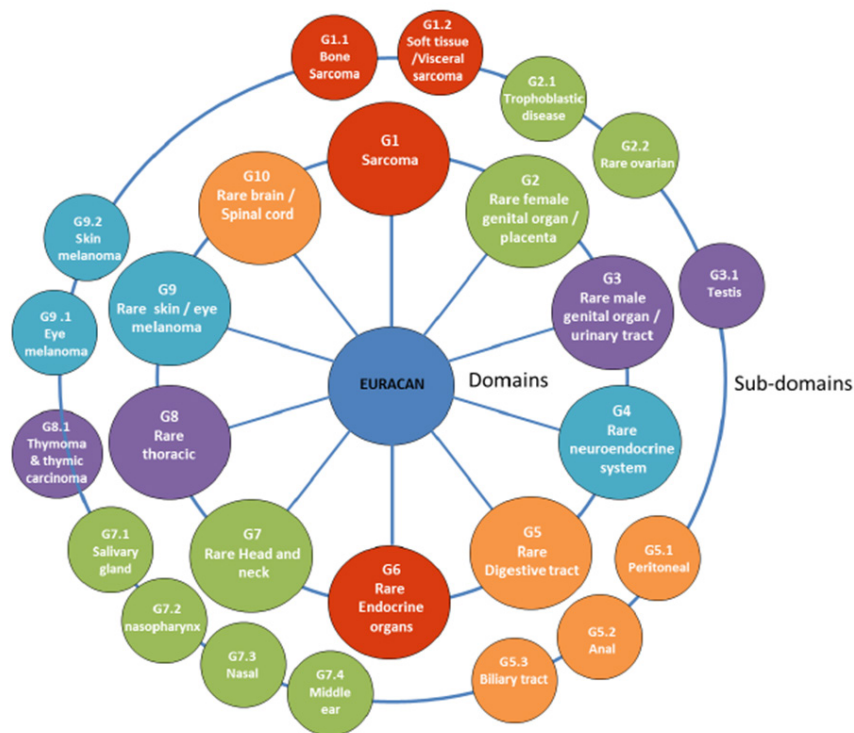 G1.1
Bone
Sarcoma
G1.2
Soft tissue
/Visceral
sarcoma
G2.1
Trophoblastic
disease
G2.2
Rare ovarian
G1
Sarcoma
G10
Rare brain /
Spinal cord
G2
Rare female
genital organ /
placenta
G9.2
Skin
melanoma
G3
Rare male
genital organ /
urinary tract
G3.1
Testis
G9
Rare skin / eye
melanoma
G9 .1
Eye
melanoma
EURACAN
Domains
Sub-domains
G8
Rare
thoracic
G4
Rare
neuroendocrine
system
G8.1
Thymoma
& thymic
carcinoma
G7
Rare Head and
neck
G5
Rare
Digestive tract
G7.1
Salivary
gland
G6
Rare
Endocrine
organs
G5.1
Peritoneal
G7.2
nasopharynx
G5.2
Anal
G7.3
Nasal
G7.4
Middle
ear
G5.3
Biliary tract